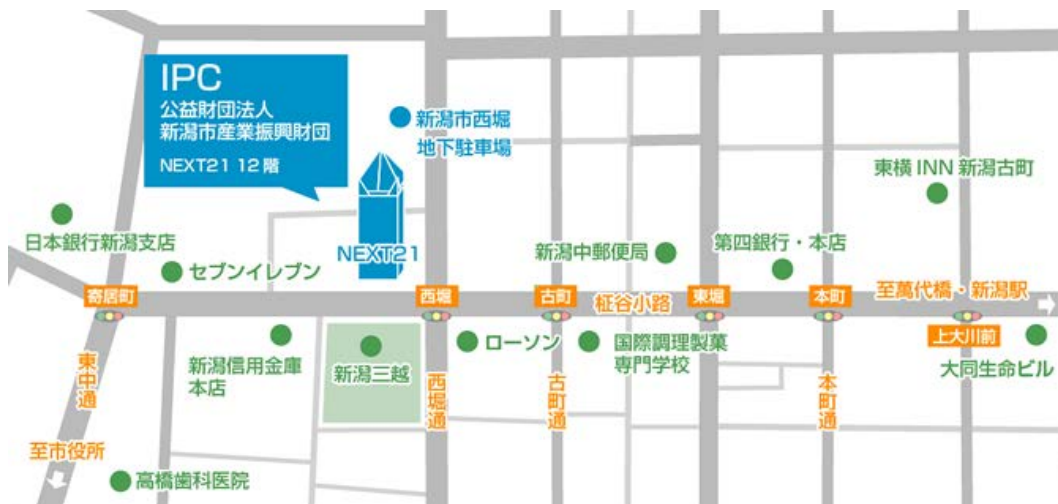 IPC
公益財団法人
新潟市産業振興財団
NEXT21 12階
新潟市西堀
地下駐車場
東横INN新潟古町
日本銀行新潟支店
セブンイレブン
NEXT21
新潟中郵便局
第四銀行・本店
寄居町
西堀
古町
柾谷小路
東堀
本町
至萬代橋・新潟駅
上大川前
東中通
新潟信用金庫
本店
新潟三越
西堀通
ローソン
古町通
国際調理製菓
専門学校
本町通
大同生命ビル
至市役所
高橋歯科医院